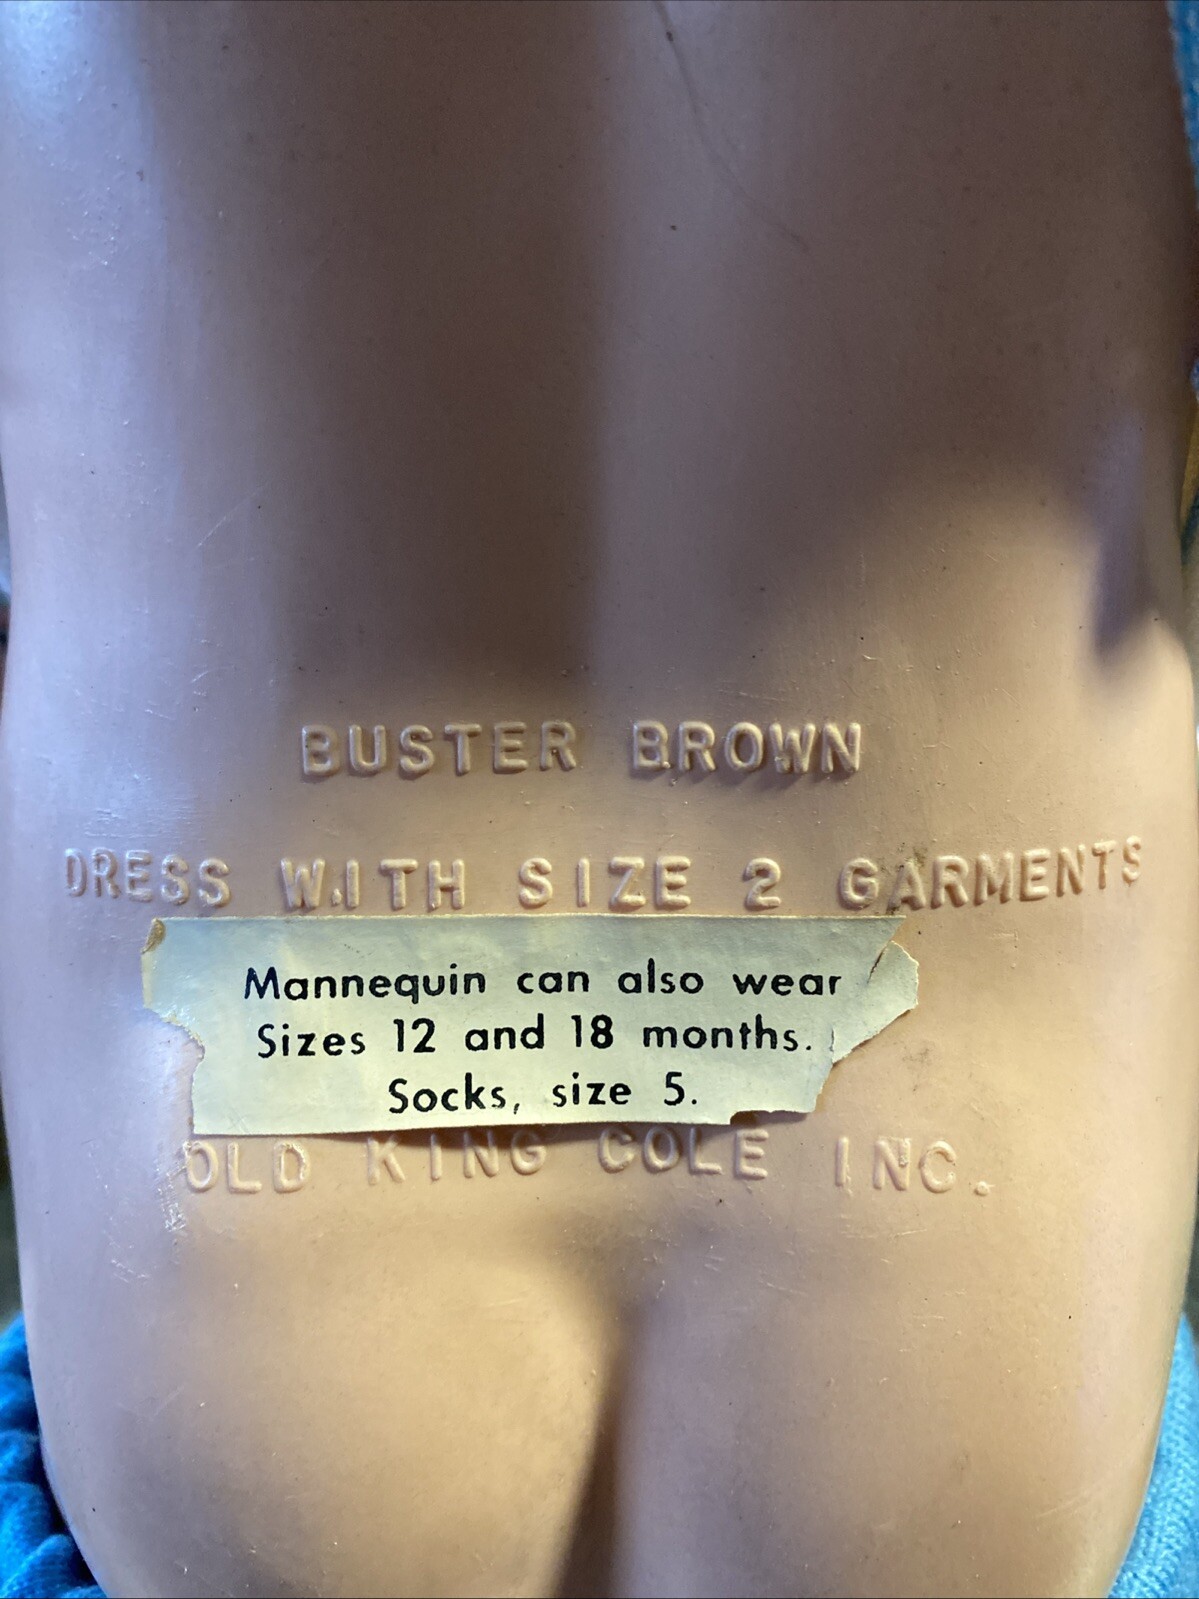 BUSTER BROWN
DRESS WITH SIZE 2 GARMENTS
Mannequin can also wear
Sizes 12 and 18 months.
Socks, size 5.
OLD KING COLE INC.